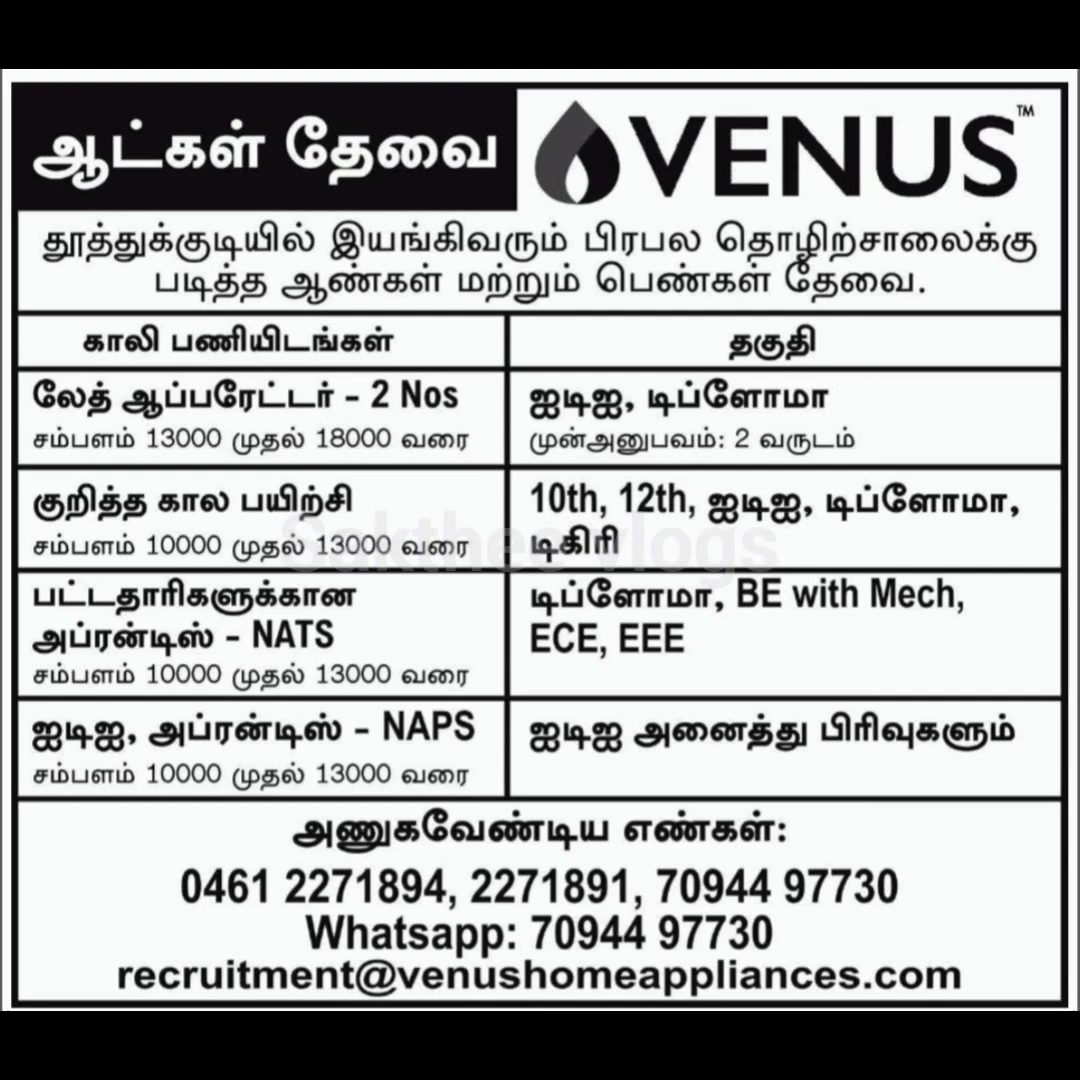 ஆட்கள் தேவை
VENUS™
தூத்துக்குடியில் இயங்கிவரும் பிரபல தொழிற்சாலைக்கு
படித்த ஆண்கள் மற்றும் பெண்கள் தேவை.
காலி பணியிடங்கள்
தகுதி
லேத் ஆப்பரேட்டர் – 2 Nos
சம்பளம் 13000 முதல் 18000 வரை
ஐடிஐ, டிப்ளோமா
முன்அனுபவம்: 2 வருடம்
குறித்த கால பயிற்சி
சம்பளம் 10000 முதல் 13000 வரை
10th, 12th, ஐடிஐ, டிப்ளோமா,
டிகிரி
Sakthee vlogs
பட்டதாரிகளுக்கான
அப்ரன்டிஸ் – NATS
சம்பளம் 10000 முதல் 13000 வரை
டிப்ளோமா, BE with Mech,
ECE, EEE
ஐடிஐ, அப்ரன்டிஸ் – NAPS
சம்பளம் 10000 முதல் 13000 வரை
ஐடிஐ அனைத்து பிரிவுகளும்
அணுகவேண்டிய எண்கள்:
0461 2271894, 2271891, 70944 97730
Whatsapp: 70944 97730
recruitment@venushomeappliances.com